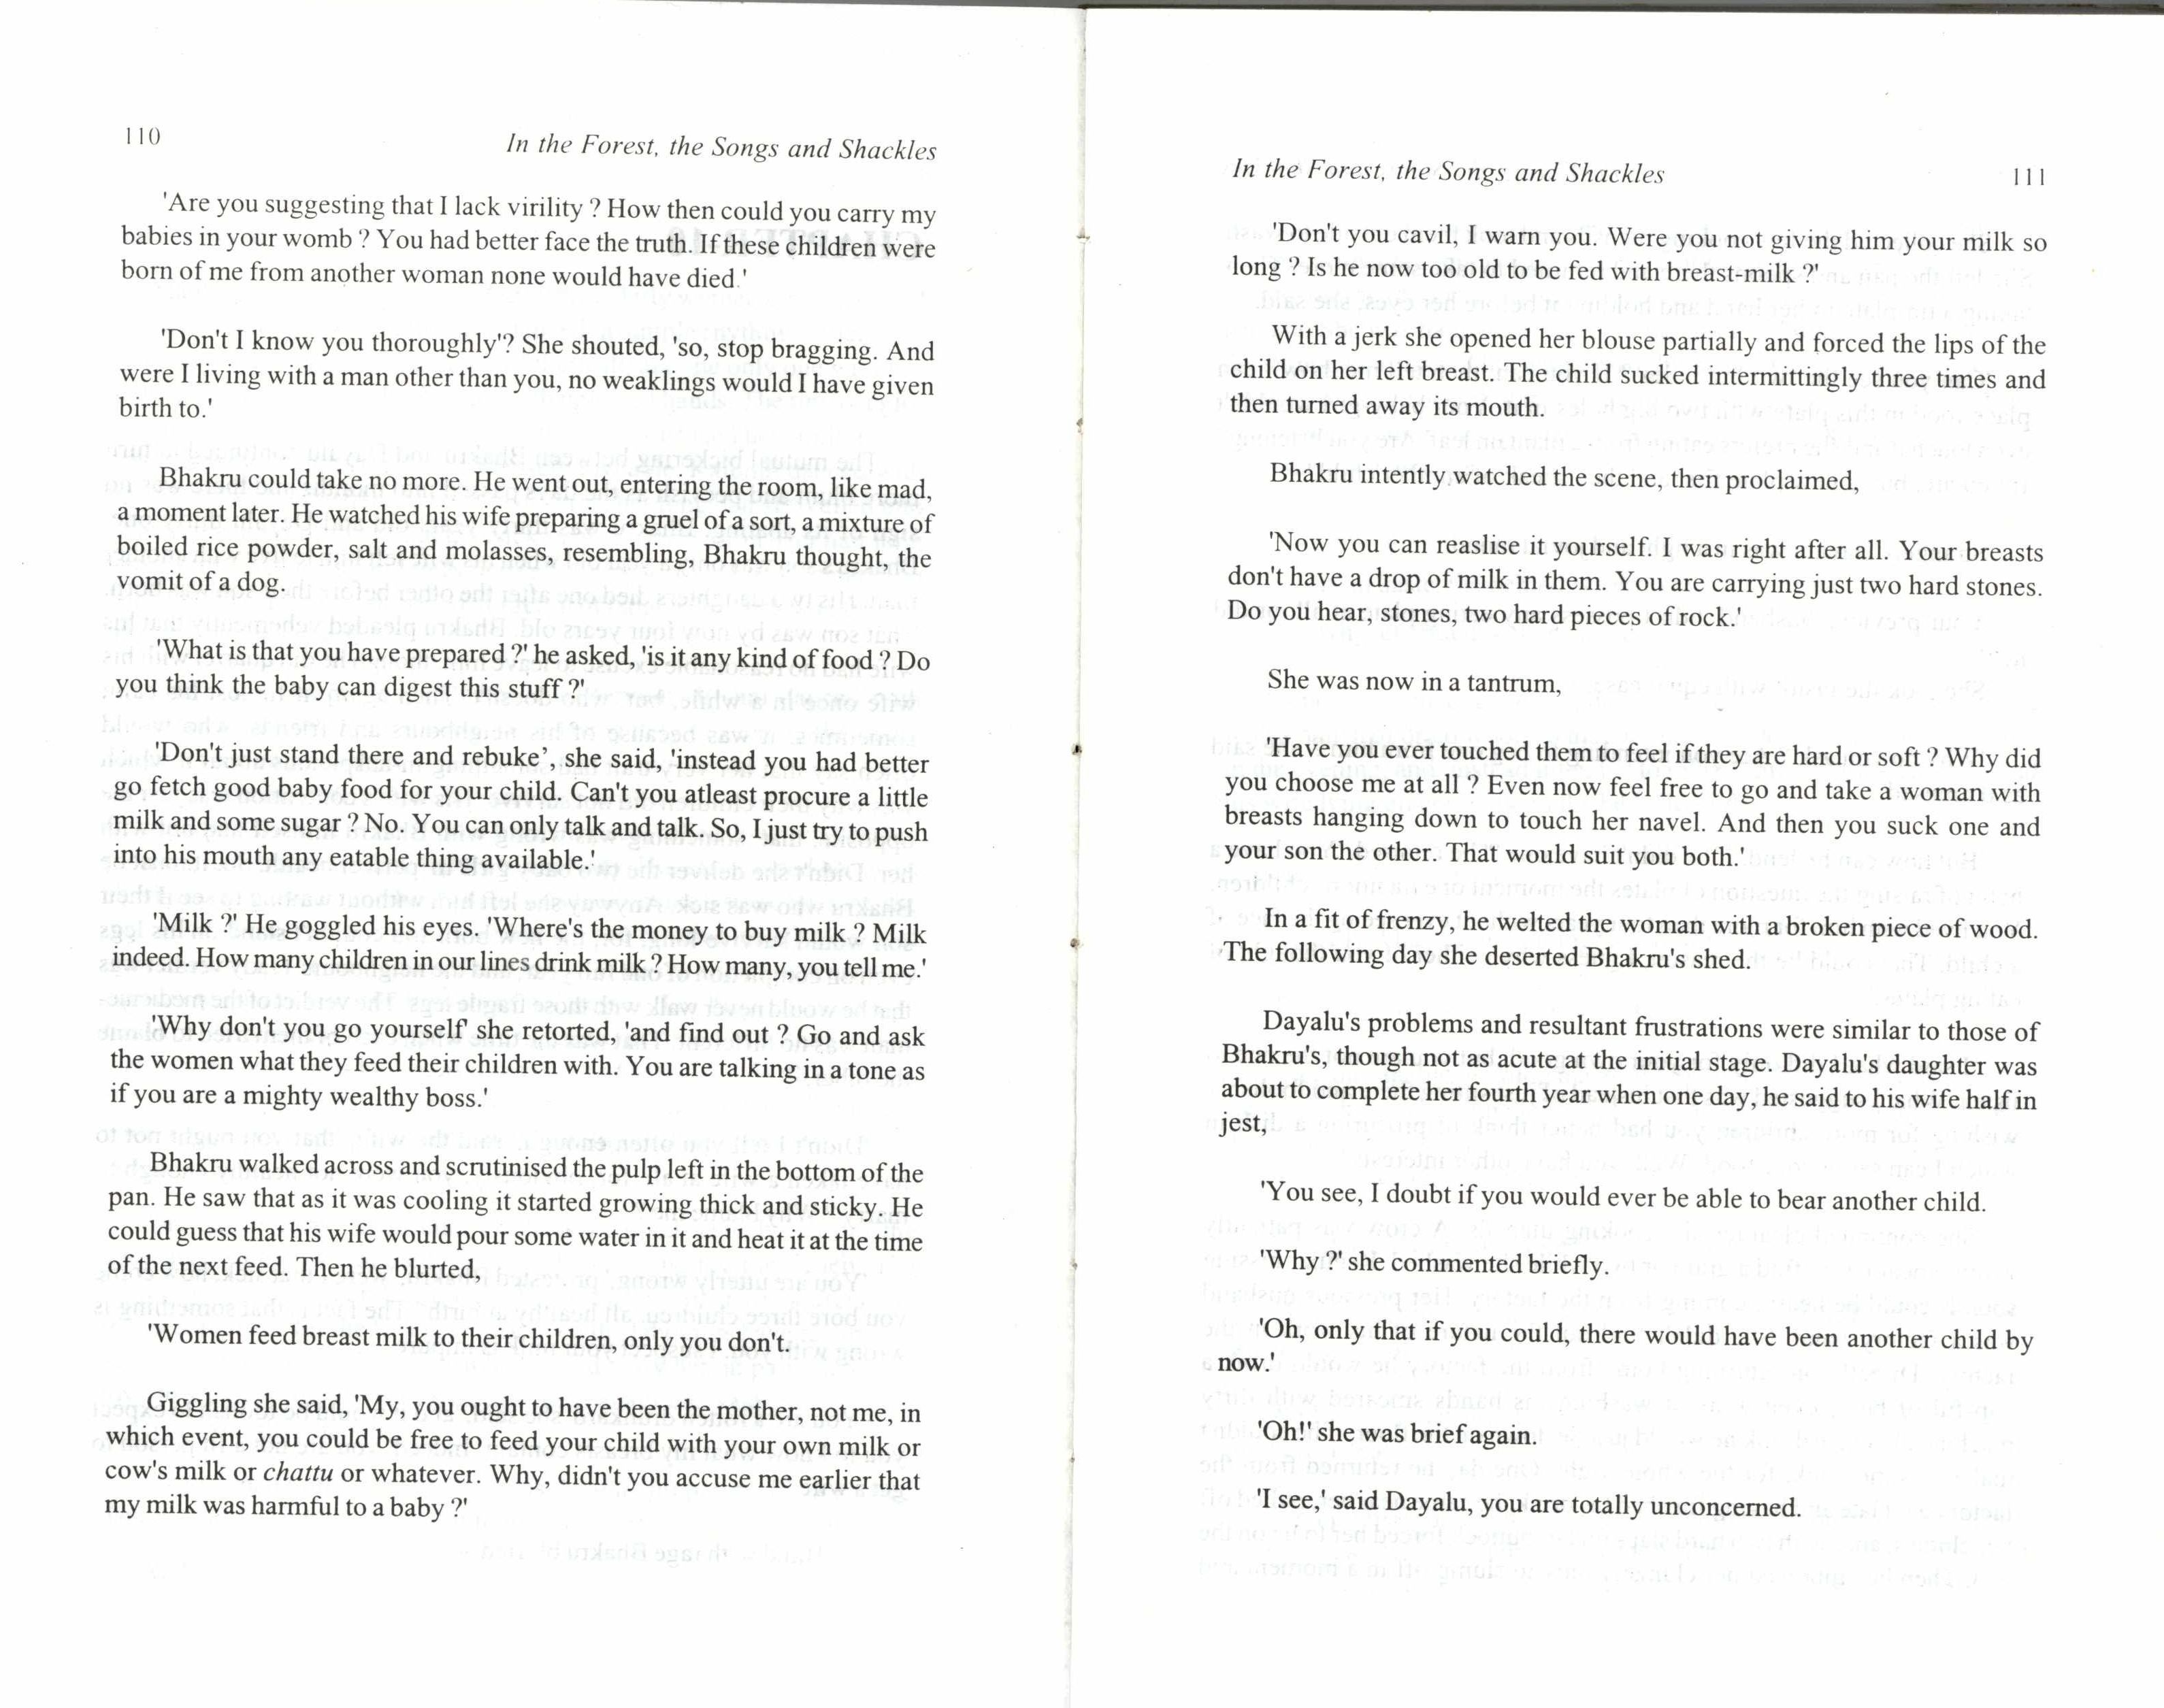 110
In the Forest, the Songs and Shackles
'Are you suggesting that I lack virility ? How then could you carry my
babies in your womb ? You had better face the truth. If these children were
born of me from another woman none would have died.'
'Don't I know you thoroughly'? She shouted, 'so, stop bragging. And
were I living with a man other than you, no weaklings would I have given
birth to.'
Bhakru could take no more. He went out, entering the room, like mad,
a moment later. He watched his wife preparing a gruel of a sort, a mixture of
boiled rice powder, salt and molasses, resembling, Bhakru thought, the
vomit of a dog.
'What is that you have prepared ?' he asked, 'is it any kind of food ? Do
you think the baby can digest this stuff ?'
'Don't just stand there and rebuke’, she said, 'instead you had better
go fetch good baby food for your child. Can't you atleast procure a little
milk and some sugar ? No. You can only talk and talk. So, I just try to push
into his mouth any eatable thing available.'
'Milk ?' He goggled his eyes. 'Where's the money to buy milk ? Milk
indeed. How many children in our lines drink milk ? How many, you tell me.'
'Why don't you go yourself' she retorted, 'and find out ? Go and ask
the women what they feed their children with. You are talking in a tone as
if you are a mighty wealthy boss.'
Bhakru walked across and scrutinised the pulp left in the bottom of the
pan. He saw that as it was cooling it started growing thick and sticky. He
could guess that his wife would pour some water in it and heat it at the time
of the next feed. Then he blurted,
'Women feed breast milk to their children, only you don't.
Giggling she said, 'My, you ought to have been the mother, not me, in
which event, you could be free to feed your child with your own milk or
cow's milk or chattu or whatever. Why, didn't you accuse me earlier that
my milk was harmful to a baby ?'
In the Forest, the Songs and Shackles
111
'Don't you cavil, I warn you. Were you not giving him your milk so
long ? Is he now too old to be fed with breast-milk ?'
With a jerk she opened her blouse partially and forced the lips of the
child on her left breast. The child sucked intermittingly three times and
then turned away its mouth.
Bhakru intently watched the scene, then proclaimed,
'Now you can reaslise it yourself. I was right after all. Your breasts
don't have a drop of milk in them. You are carrying just two hard stones.
Do you hear, stones, two hard pieces of rock.'
She was now in a tantrum,
'Have you ever touched them to feel if they are hard or soft ? Why did
you choose me at all ? Even now feel free to go and take a woman with
breasts hanging down to touch her navel. And then you suck one and
your son the other. That would suit you both.'
In a fit of frenzy, he welted the woman with a broken piece of wood.
The following day she deserted Bhakru's shed.
Dayalu's problems and resultant frustrations were similar to those of
Bhakru's, though not as acute at the initial stage. Dayalu's daughter was
about to complete her fourth year when one day, he said to his wife half in
jest,
'You see, I doubt if you would ever be able to bear another child.
'Why ?' she commented briefly.
'Oh, only that if you could, there would have been another child by
now.'
'Oh!' she was brief again.
'I see,' said Dayalu, you are totally unconcerned.